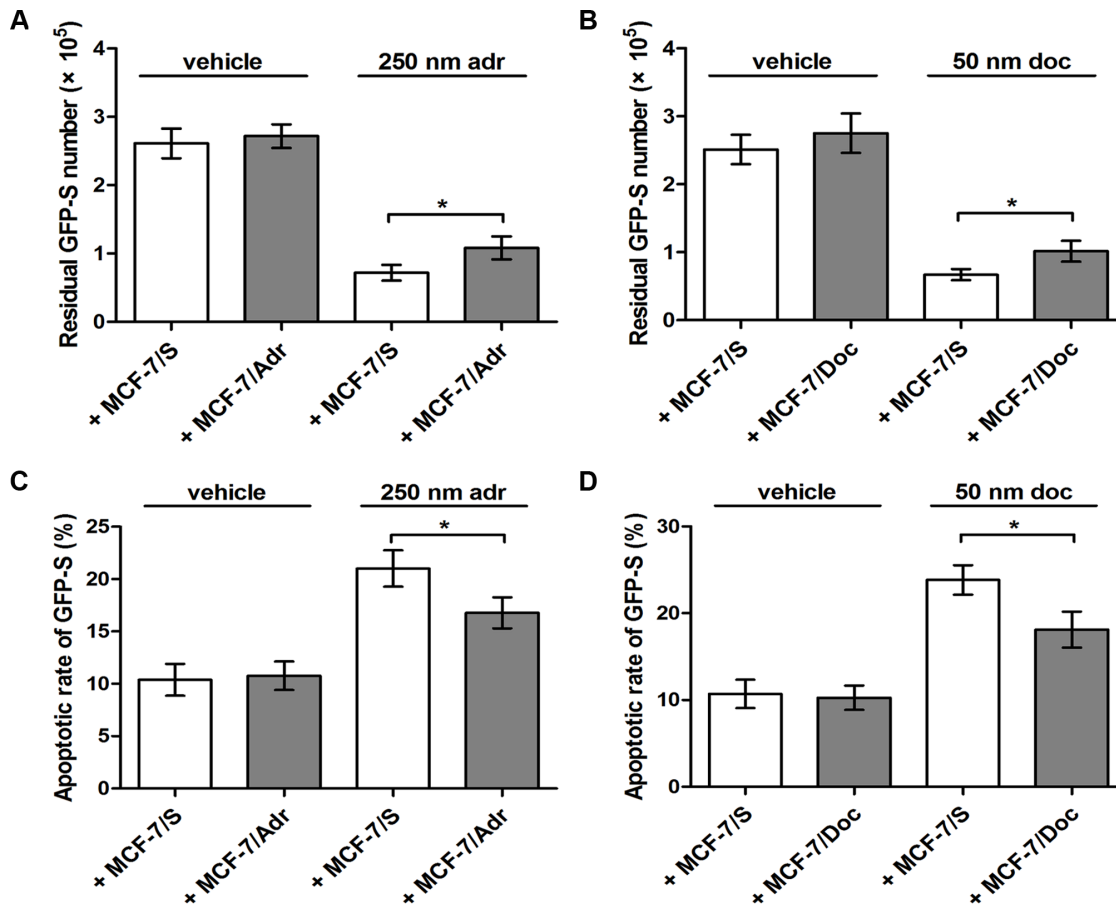 A
Residual GFP-S number (× 10⁵)
vehicle
250 nm adr
4
3
2
1
0
*
+ MCF-7/S
+ MCF-7/Adr
+ MCF-7/S
+ MCF-7/Adr
B
Residual GFP-S number (× 10⁵)
vehicle
50 nm doc
4
3
2
1
0
*
+ MCF-7/S
+ MCF-7/Doc
+ MCF-7/S
+ MCF-7/Doc
C
Apoptotic rate of GFP-S (%)
vehicle
250 nm adr
25
20
15
10
5
0
*
+ MCF-7/S
+ MCF-7/Adr
+ MCF-7/S
+ MCF-7/Adr
D
Apoptotic rate of GFP-S (%)
vehicle
50 nm doc
30
20
10
0
*
+ MCF-7/S
+ MCF-7/Doc
+ MCF-7/S
+ MCF-7/Doc